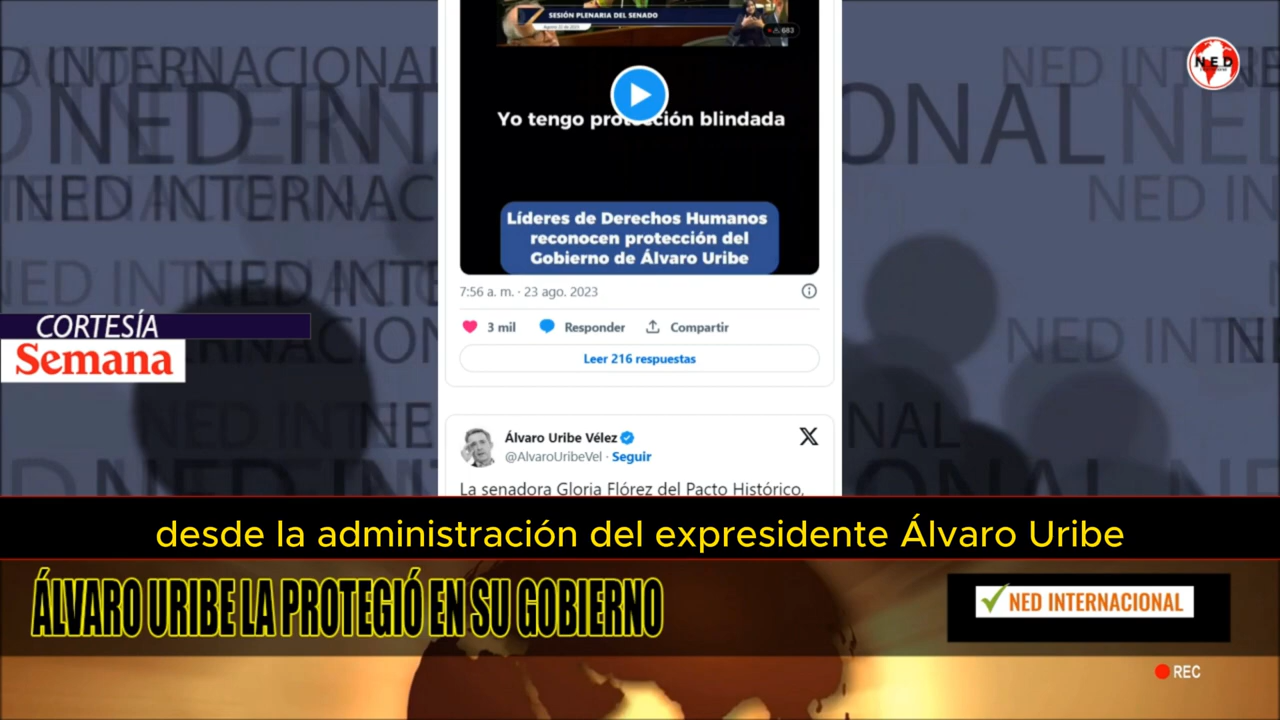 SESIÓN PLENARIA DEL SENADO
683
Yo tengo protección blindada
Líderes de Derechos Humanos
reconocen protección del
Gobierno de Álvaro Uribe
7:56 a. m. · 23 ago. 2023
3 mil
Responder
Compartir
Leer 216 respuestas
Álvaro Uribe Vélez
@AlvaroUribeVel · Seguir
La senadora Gloria Flórez del Pacto Histórico,
NED
CORTESÍA
Semana
NED INTERNACIONAL
desde la administración del expresidente Álvaro Uribe
ÁLVARO URIBE LA PROTEGIÓ EN SU GOBIERNO
NED INTERNACIONAL
REC